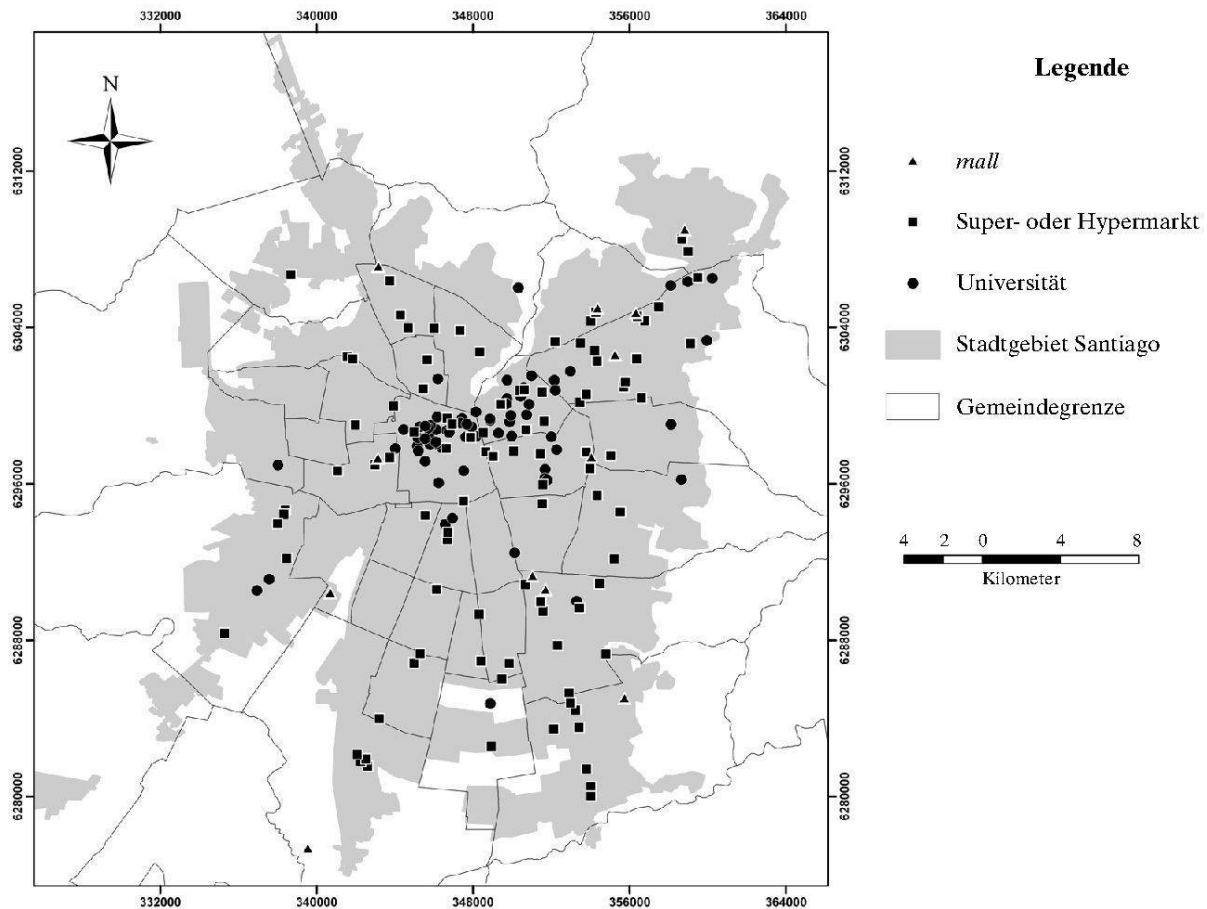 332000 340000 348000 356000 364000
N
6312000 6312000
6304000 6304000
6296000 6296000
6288000 6288000
6280000 6280000
332000 340000 348000 356000 364000
Legende
mall
Super- oder Hypermarkt
Universität
Stadtgebiet Santiago
Gemeindegrenze
4 0 4 8
Kilometer